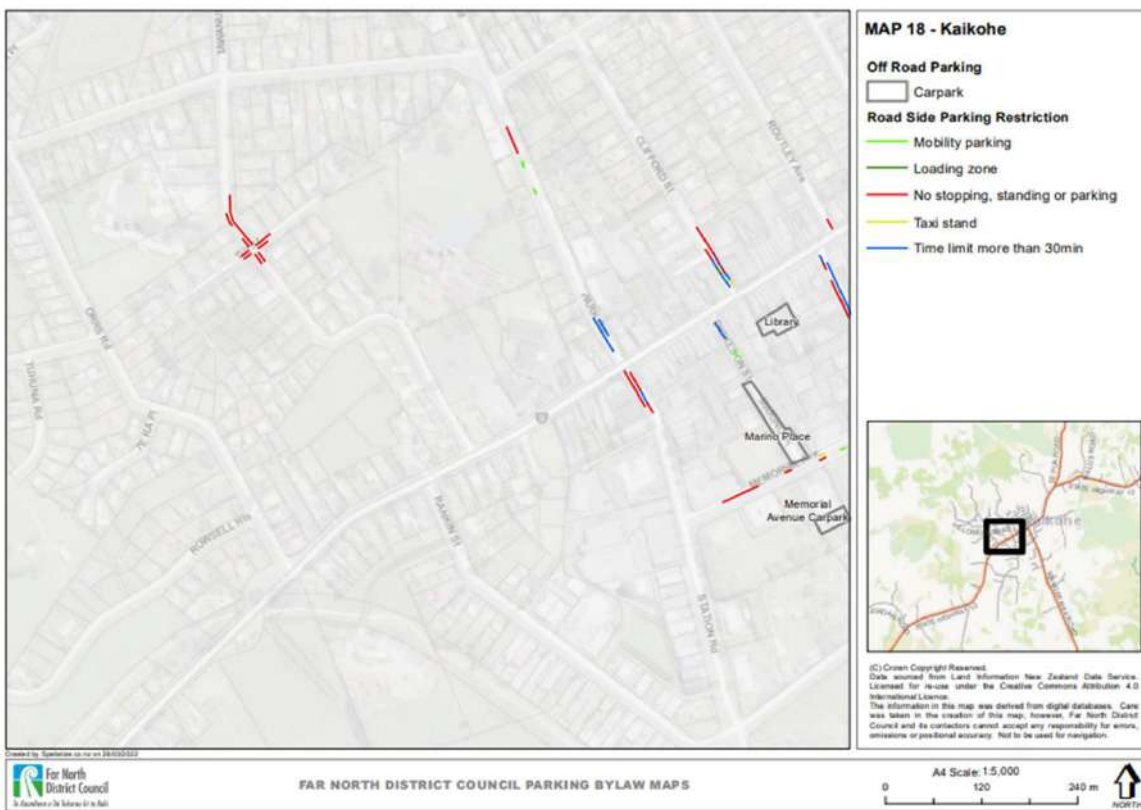 MAP 18 - Kaikohe
Off Road Parking
Carpark
Road Side Parking Restriction
Mobility parking
Loading zone
No stopping, standing or parking
Taxi stand
Time limit more than 30min
CLIFFORD St
ROUTLEY Ave
Library
Marino Place
Memorial
Avenue Carpark
TUHUNA Rd
ROWSELL
RANKIN St
STATION Rd
(C) Crown Copyright Reserved.
Data sourced from Land Information New Zealand Data Service.
Licensed for re-use under the Creative Commons Attribution 4.0
International Licence.
The information in this map was derived from digital databases. Care
was taken in the creation of this map, however, Far North District
Council and its contactors cannot accept any responsibility for errors,
omissions or positional accuracy. Not to be used for navigation.
Far North
District Council
FAR NORTH DISTRICT COUNCIL PARKING BYLAW MAPS
A4 Scale: 1:5,000
0 120 240 m
NORTH